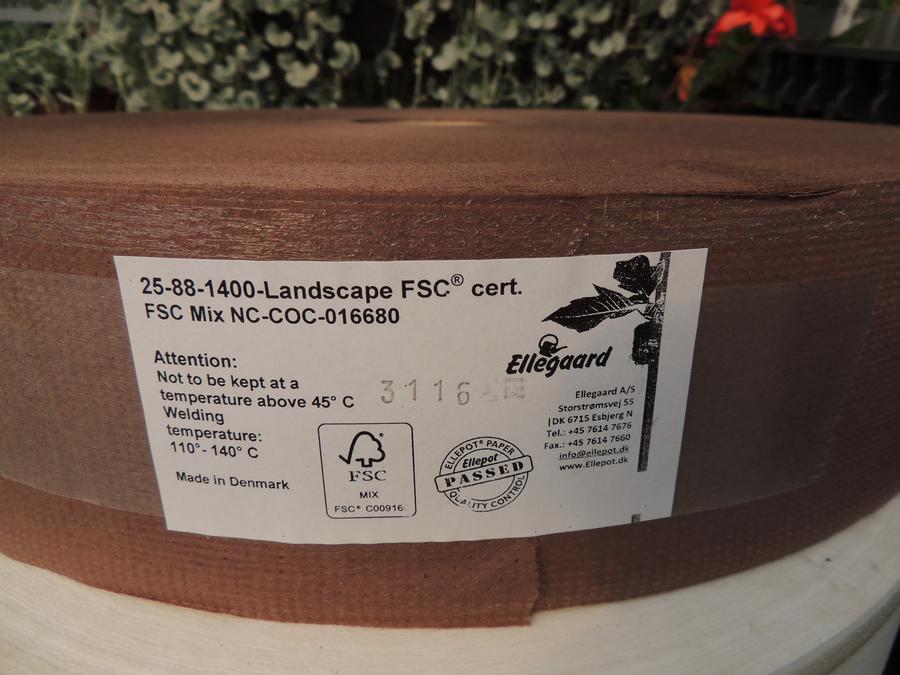 25-88-1400-Landscape FSC® cert.
FSC Mix NC-COC-016680
Attention:
Not to be kept at a
temperature above 45° C
Welding
temperature:
110°- 140° C
Made in Denmark
3116
FSC
MIX
FSC® C00916
ELLEPOT® PAPER
Ellepot
PASSED
QUALITY CONTROL
Ellegaard
Ellegaard A/S
Storstrømsvej 55
DK 6715 Esbjerg N
Tel.: +45 7614 7676
Fax.: +45 7614 7660
info@ellepot.dk
www.Ellepot.dk